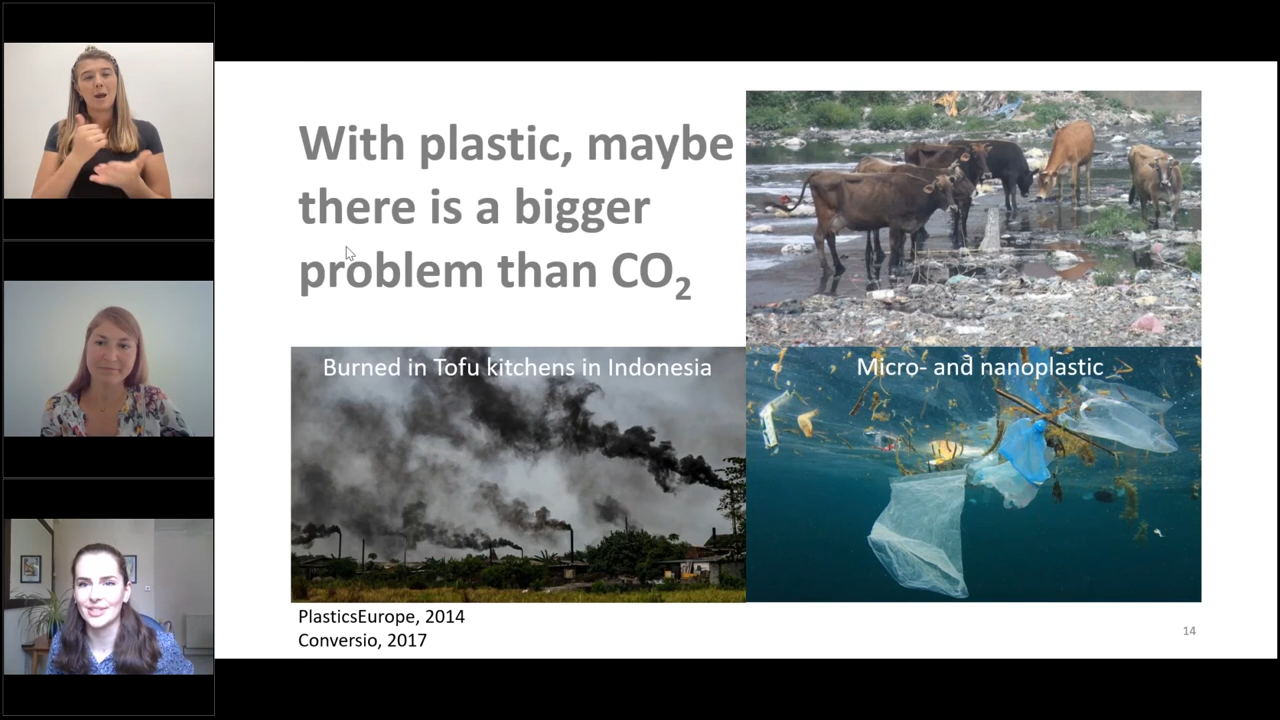 With plastic, maybe
there is a bigger
problem than CO₂
Burned in Tofu kitchens in Indonesia
Micro- and nanoplastic
PlasticsEurope, 2014
Conversio, 2017
14